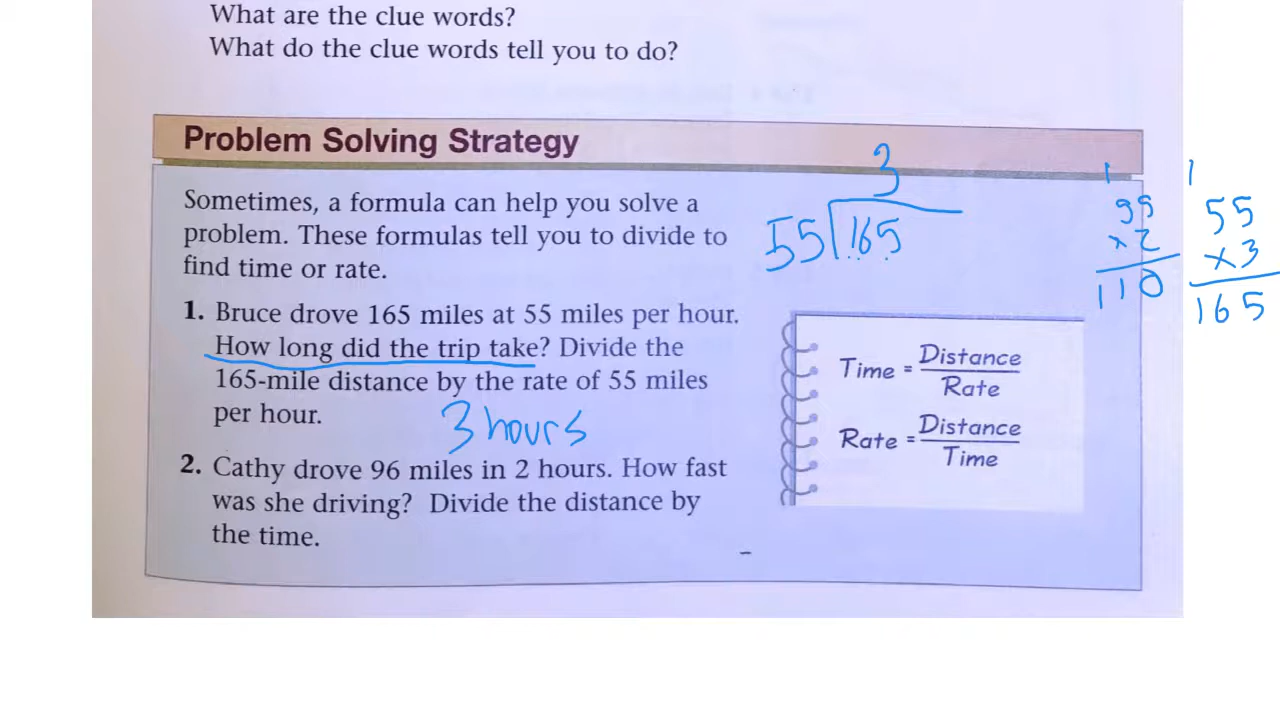 What are the clue words?
What do the clue words tell you to do?
Problem Solving Strategy
Sometimes, a formula can help you solve a
problem. These formulas tell you to divide to
find time or rate.
1. Bruce drove 165 miles at 55 miles per hour.
How long did the trip take? Divide the
165-mile distance by the rate of 55 miles
per hour.
3 hours
2. Cathy drove 96 miles in 2 hours. How fast
was she driving? Divide the distance by
the time.
3
55 165
1
55
x2
110
1
55
x3
165
Time = Distance
Rate
Rate = Distance
Time